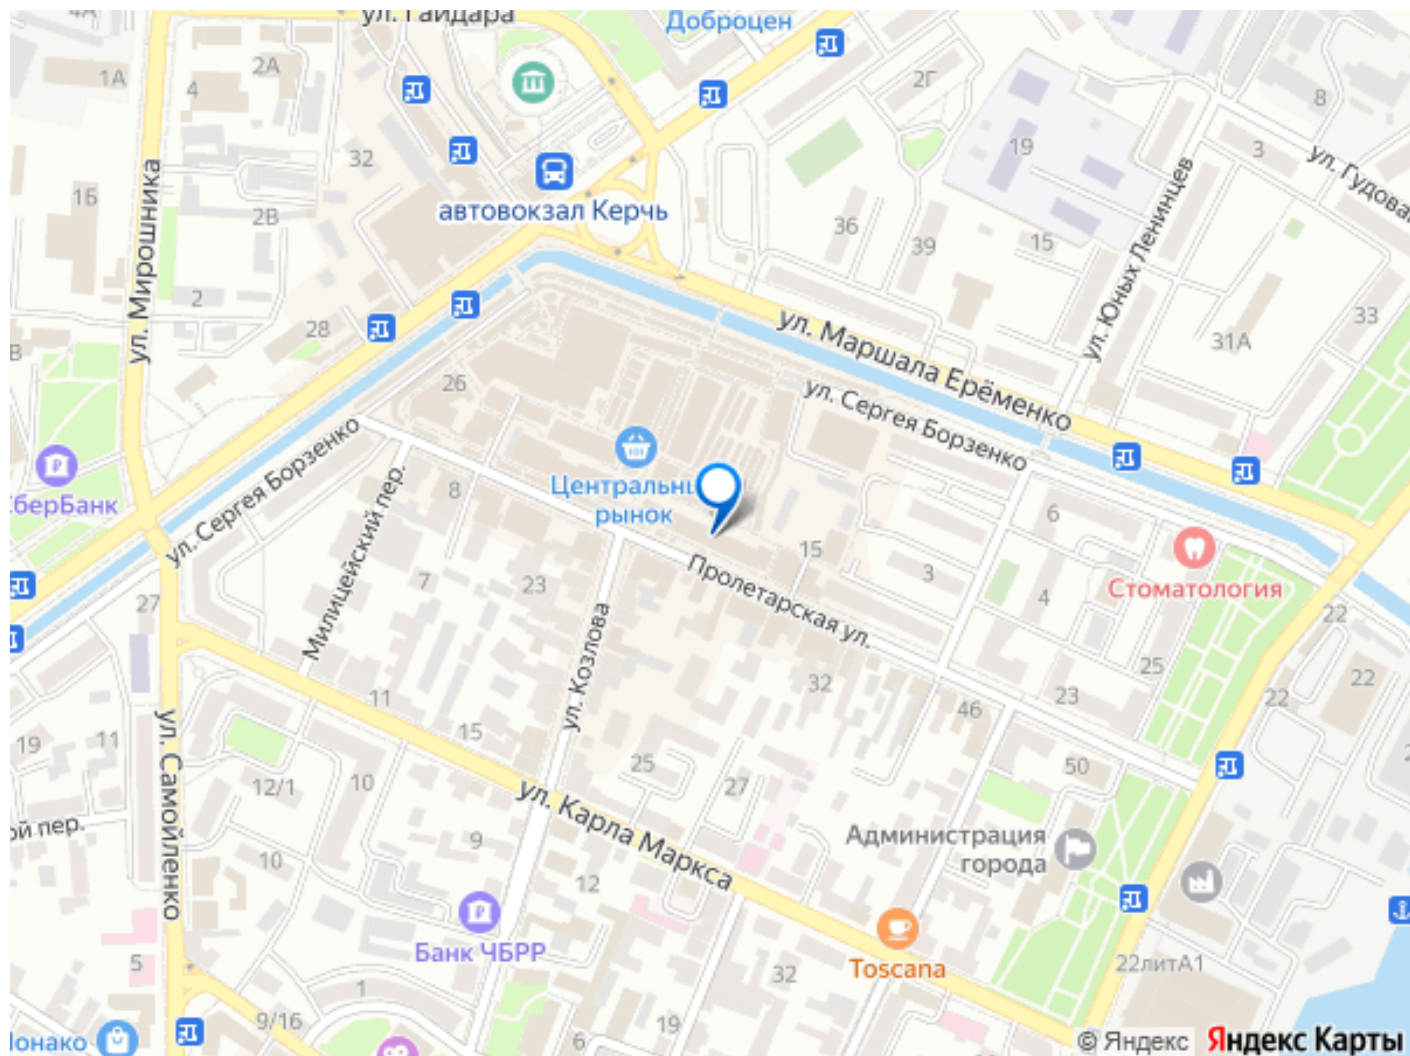 ул. Гайдара
Доброцен
1А
2А
4
2Г
8
32
19
3
ул. Гудова
1Б
ул. Мирошника
2В
автовокзал Керчь
36
39
15
ул. Юных Ленинцев
2
28
33
31А
ул. Маршала Ерёменко
26
ул. Сергея Борзенко
ул. Сергея Борзенко
СберБанк
Центральный
рынок
8
6
Милицейский пер.
7
23
15
3
4
Стоматология
Пролетарская ул.
27
22
ул. Козлова
25
11
32
23
22
22
46
15
19
11
25
27
50
12/1
10
ул. Самойленко
ул. Карла Маркса
ой пер.
9
10
Администрация
города
12
Банк ЧБРР
Toscana
5
32
22литА1
1
9/16
19
6
онако
© Яндекс Яндекс Карты